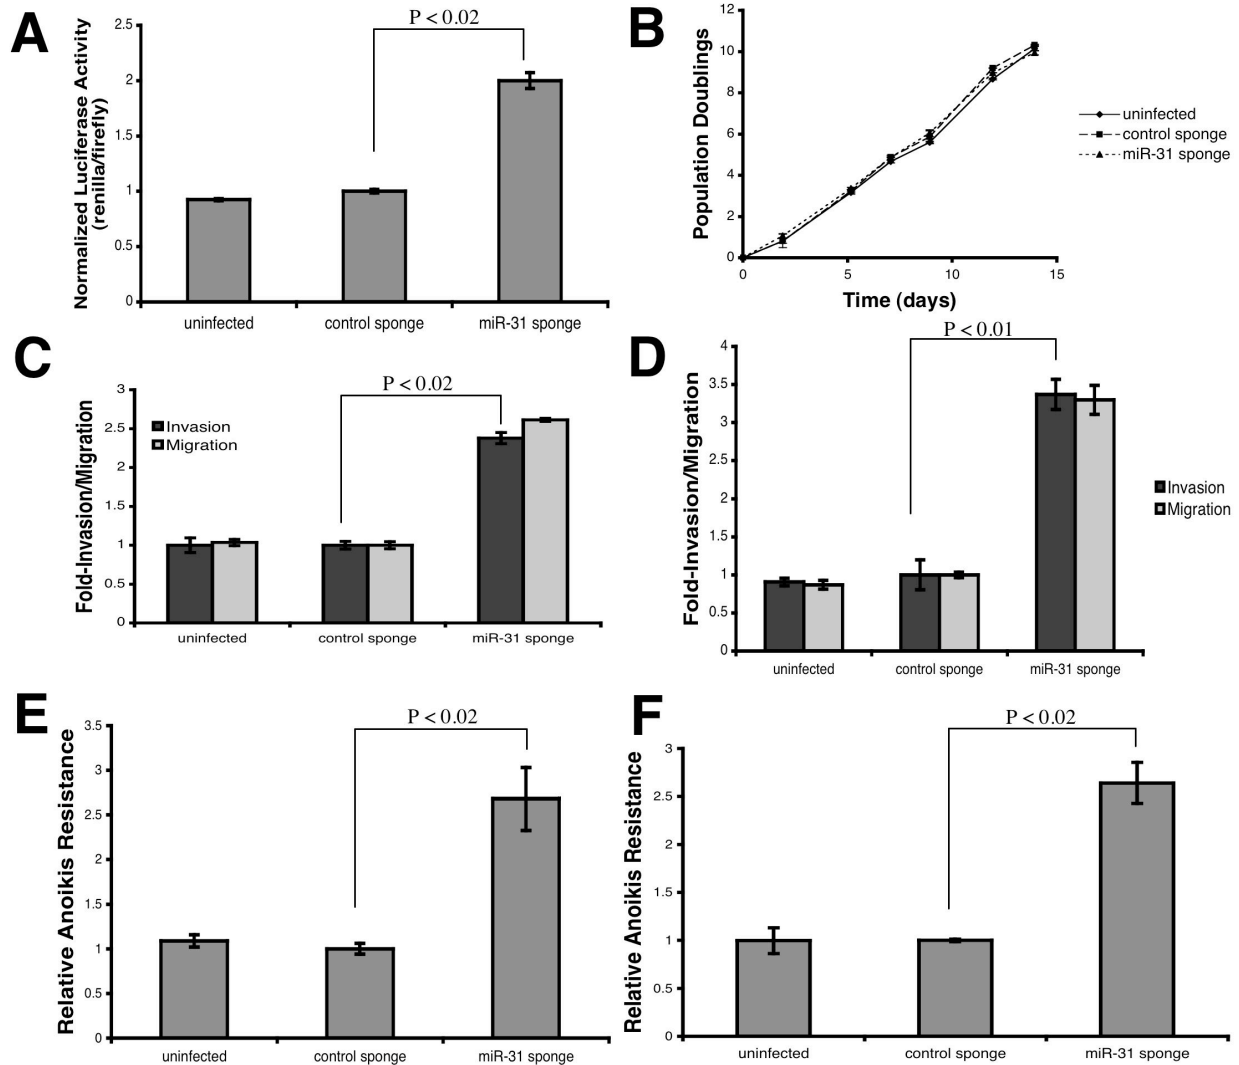 A
Normalized Luciferase Activity
(renilla/firefly)
2.5
2
1.5
1
0.5
0
P < 0.02
uninfected
control sponge
miR-31 sponge
B
Population Doublings
12
10
8
6
4
2
0
0
5
10
15
Time (days)
uninfected
control sponge
miR-31 sponge
C
Fold-Invasion/Migration
3
2.5
2
1.5
1
0.5
0
Invasion
Migration
P < 0.02
uninfected
control sponge
miR-31 sponge
D
Fold-Invasion/Migration
4
3.5
3
2.5
2
1.5
1
0.5
0
P < 0.01
Invasion
Migration
uninfected
control sponge
miR-31 sponge
E
Relative Anoikis Resistance
3.5
3
2.5
2
1.5
1
0.5
0
P < 0.02
uninfected
control sponge
miR-31 sponge
F
Relative Anoikis Resistance
3
2.5
2
1.5
1
0.5
0
P < 0.02
uninfected
control sponge
miR-31 sponge